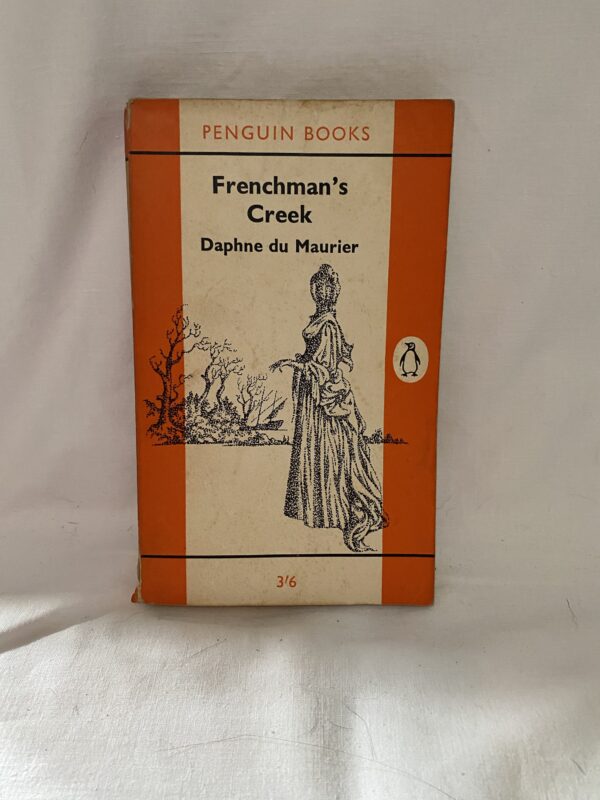 PENGUIN BOOKS
Frenchman's
Creek
Daphne du Maurier
3'6